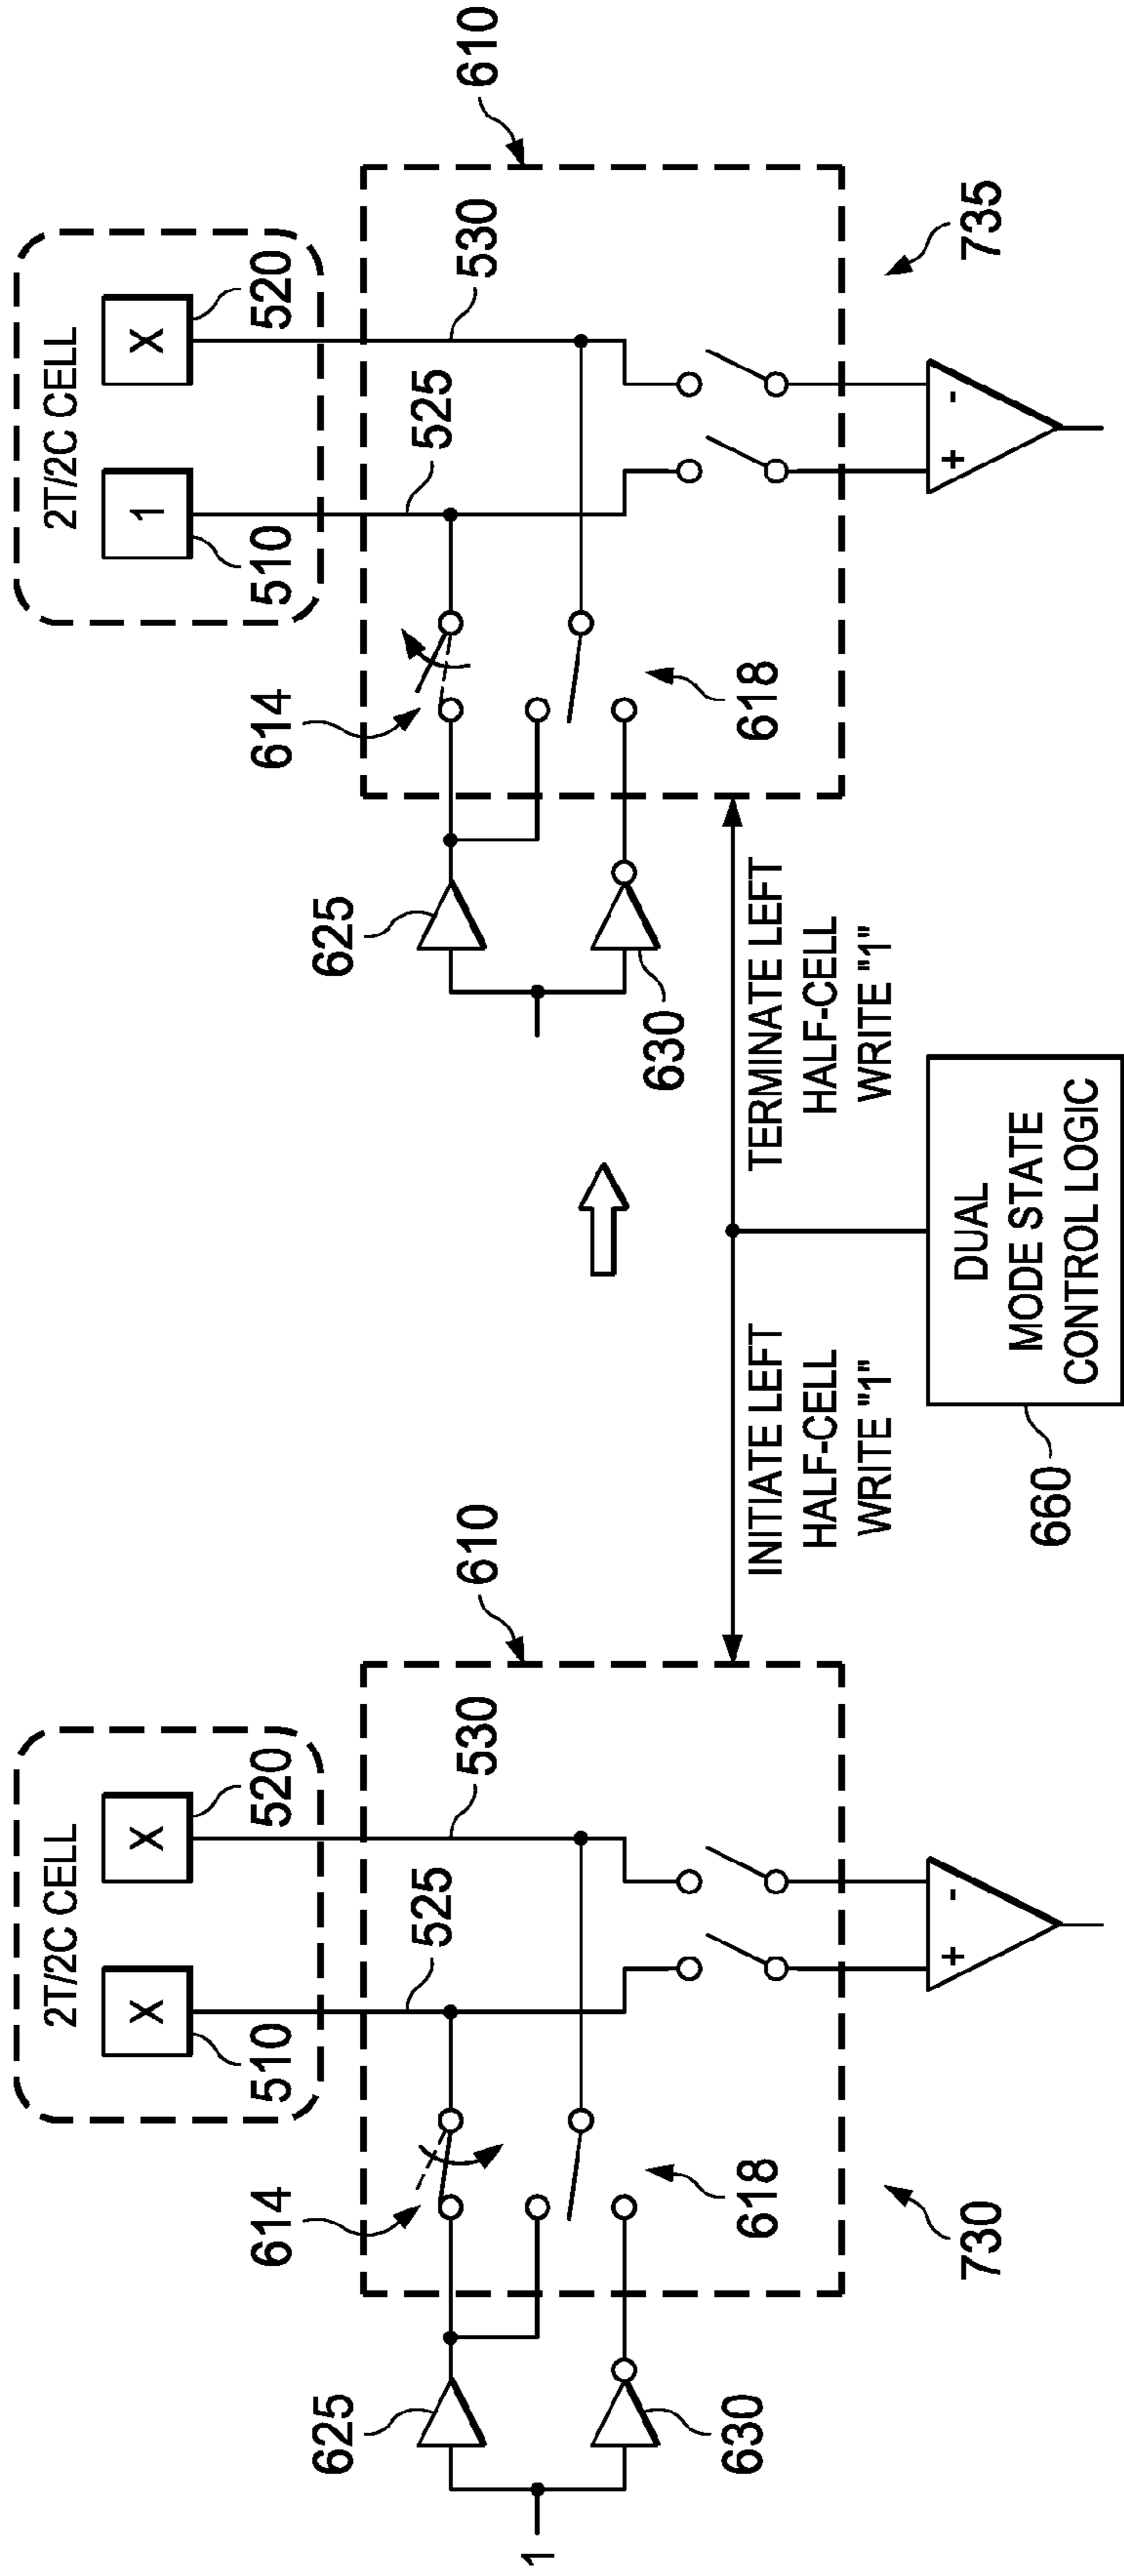 2T/2C CELL
X
X
510
520
525
530
610
614
618
625
630
1
+
-
730
INITIATE LEFT
HALF-CELL
WRITE "1"
DUAL
MODE STATE
CONTROL LOGIC
660
TERMINATE LEFT
HALF-CELL
WRITE "1"
2T/2C CELL
1
X
510
520
525
530
610
614
618
625
630
+
-
735